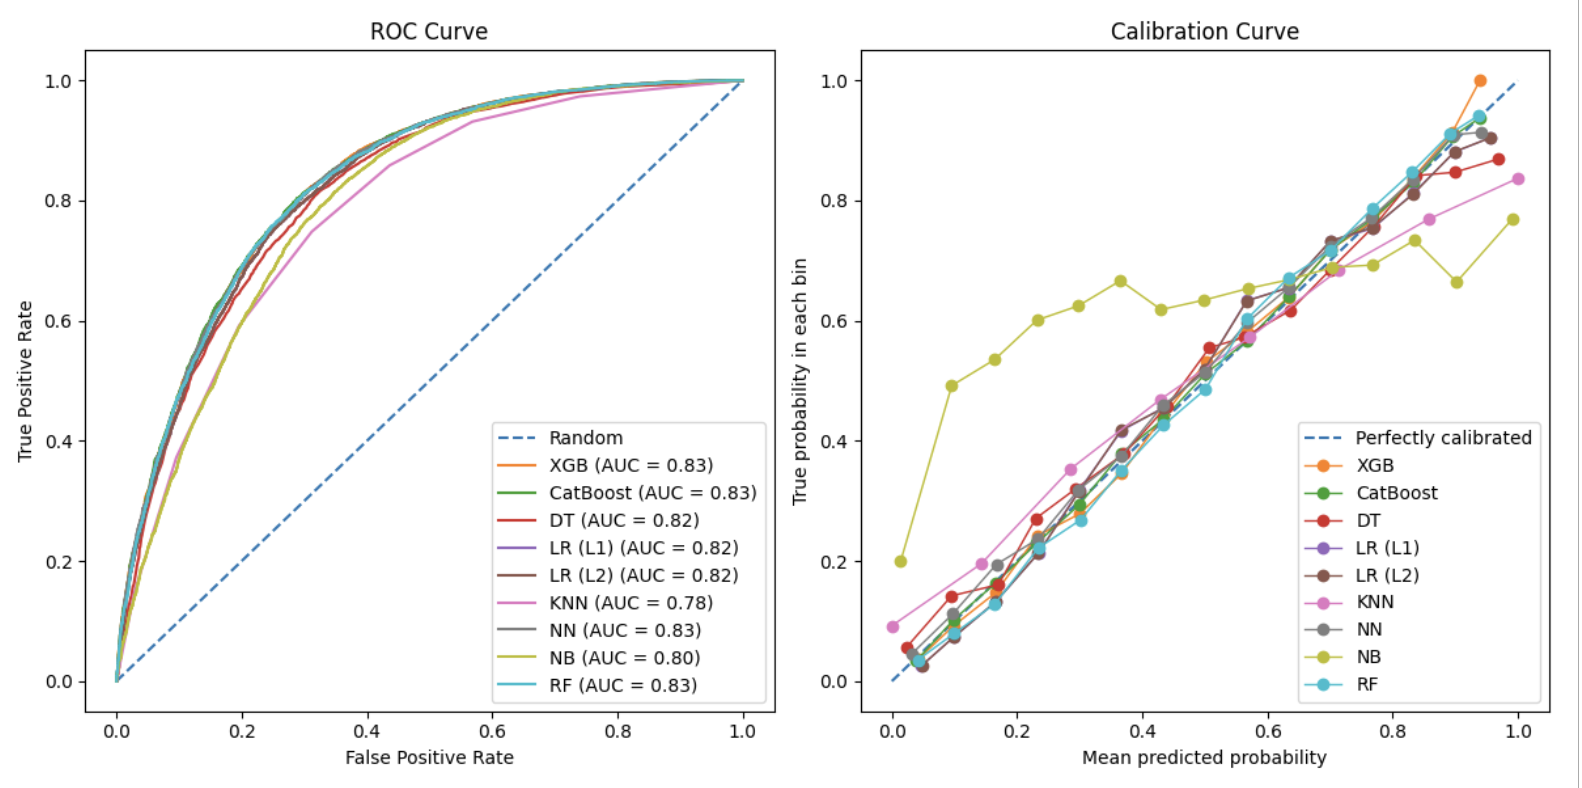 ROC Curve
1.0
0.8
0.6
0.4
0.2
0.0
True Positive Rate
0.0 0.2 0.4 0.6 0.8 1.0
False Positive Rate
Random
XGB (AUC = 0.83)
CatBoost (AUC = 0.83)
DT (AUC = 0.82)
LR (L1) (AUC = 0.82)
LR (L2) (AUC = 0.82)
KNN (AUC = 0.78)
NN (AUC = 0.83)
NB (AUC = 0.80)
RF (AUC = 0.83)
Calibration Curve
1.0
0.8
0.6
0.4
0.2
0.0
True probability in each bin
0.0 0.2 0.4 0.6 0.8 1.0
Mean predicted probability
Perfectly calibrated
XGB
CatBoost
DT
LR (L1)
LR (L2)
KNN
NN
NB
RF